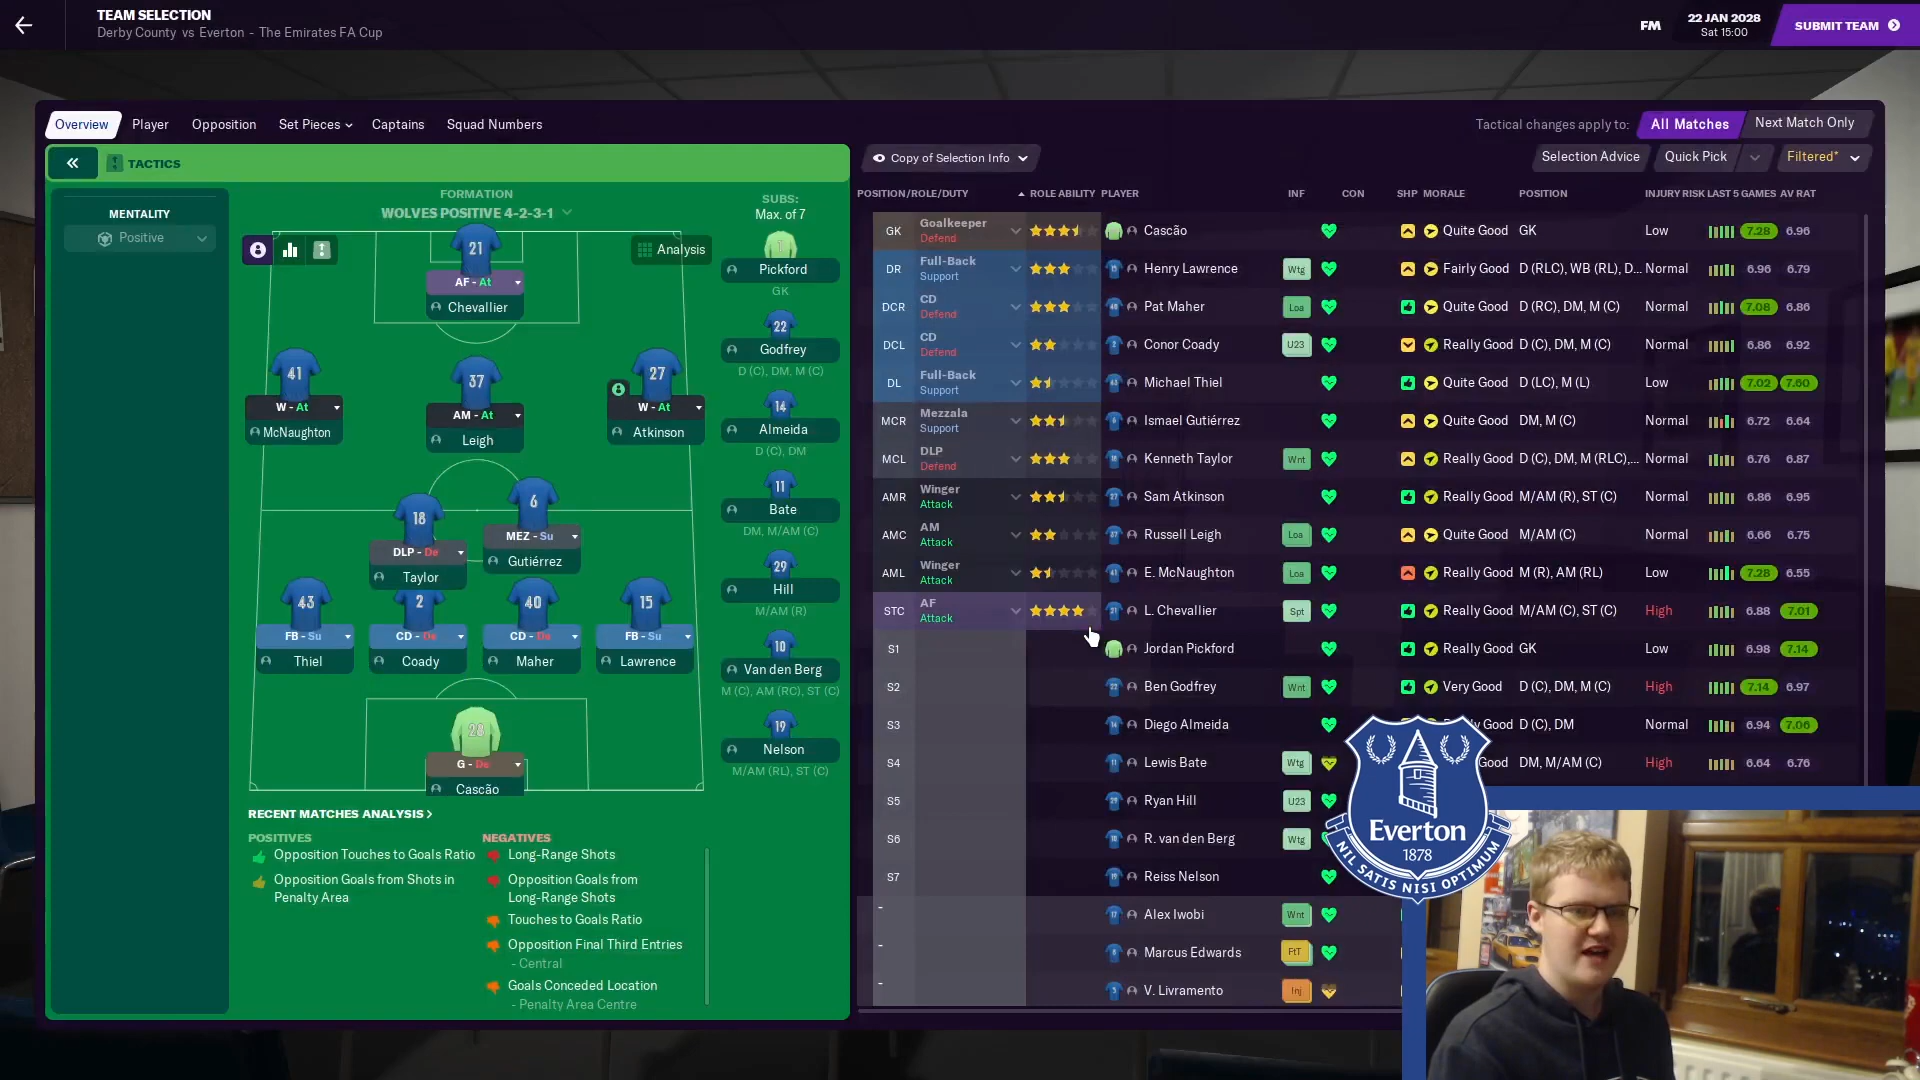 TEAM SELECTION
Derby County vs Everton - The Emirates FA Cup
FM
22 JAN 2028
Sat 15:00
SUBMIT TEAM
Overview
Player
Opposition
Set Pieces
Captains
Squad Numbers
Tactical changes apply to:
All Matches
Next Match Only
TACTICS
Copy of Selection Info
Selection Advice
Quick Pick
Filtered*
MENTALITY
Positive
FORMATION
WOLVES POSITIVE 4-2-3-1
Analysis
21
AF - At
Chevallier
41
W - At
McNaughton
37
AM - At
Leigh
27
W - At
Atkinson
18
DLP - De
Taylor
6
MEZ - Su
Gutiérrez
43
FB - Su
Thiel
2
CD - De
Coady
40
CD - De
Maher
15
FB - Su
Lawrence
28
G - De
Cascão
SUBS:
Max. of 7
Pickford
GK
22
Godfrey
D (C), DM, M (C)
14
Almeida
D (C), DM
11
Bate
DM, M/AM (C)
29
Hill
M/AM (R)
10
Van den Berg
M (C), AM (RC), ST (C)
19
Nelson
M/AM (RL), ST (C)
RECENT MATCHES ANALYSIS >
POSITIVES
Opposition Touches to Goals Ratio
Opposition Goals from Shots in
Penalty Area
NEGATIVES
Long-Range Shots
Opposition Goals from
Long-Range Shots
Touches to Goals Ratio
Opposition Final Third Entries
- Central
Goals Conceded Location
- Penalty Area Centre
POSITION/ROLE/DUTY ROLE ABILITY PLAYER INF CON SHP MORALE POSITION INJURY RISK LAST 5 GAMES AV RAT
GK Goalkeeper Defend Cascão Quite Good GK Low 7.28 6.96
DR Full-Back Support Henry Lawrence Wtg Fairly Good D (RLC), WB (RL), D... Normal 6.96 6.79
DCR CD Defend Pat Maher Loa Quite Good D (RC), DM, M (C) Normal 7.08 6.86
DCL CD Defend Conor Coady U23 Really Good D (C), DM, M (C) Normal 6.86 6.92
DL Full-Back Support Michael Thiel Quite Good D (LC), M (L) Low 7.02 7.60
MCR Mezzala Support Ismael Gutiérrez Quite Good DM, M (C) Normal 6.72 6.64
MCL DLP Defend Kenneth Taylor Wnt Really Good D (C), DM, M (RLC),... Normal 6.76 6.87
AMR Winger Attack Sam Atkinson Really Good M/AM (R), ST (C) Normal 6.86 6.95
AMC AM Attack Russell Leigh Loa Quite Good M/AM (C) Normal 6.66 6.75
AML Winger Attack E. McNaughton Loa Really Good M (R), AM (RL) Low 7.28 6.55
STC AF Attack L. Chevallier Spt Really Good M/AM (C), ST (C) High 6.88 7.01
S1 Jordan Pickford Really Good GK Low 6.98 7.14
S2 Ben Godfrey Wnt Very Good D (C), DM, M (C) High 7.14 6.97
S3 Diego Almeida Good D (C), DM Normal 6.94 7.06
S4 Lewis Bate Wtg Good DM, M/AM (C) High 6.64 6.76
S5 Ryan Hill U23
S6 R. van den Berg Wtg
S7 Reiss Nelson
- Alex Iwobi Wnt
- Marcus Edwards FtT
- V. Livramento Inj
Everton
1878
NIL SATIS NISI OPTIMUM